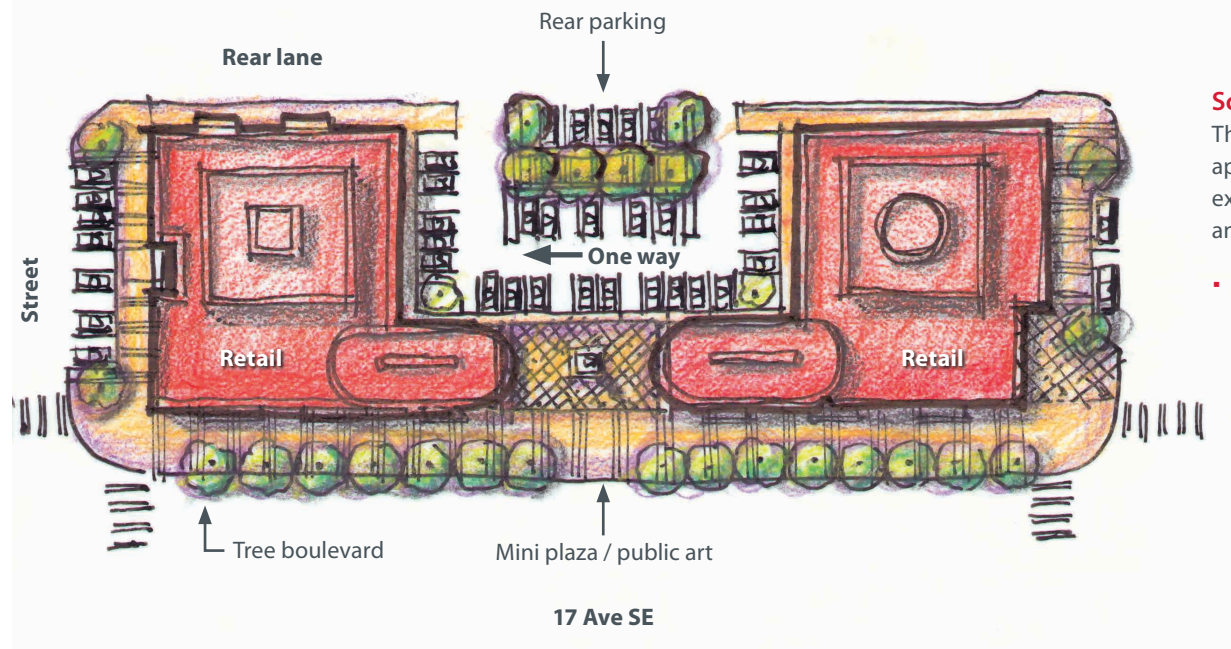 Rear parking
Rear lane
One way
Street
Retail
Retail
Tree boulevard
Mini plaza / public art
17 Ave SE